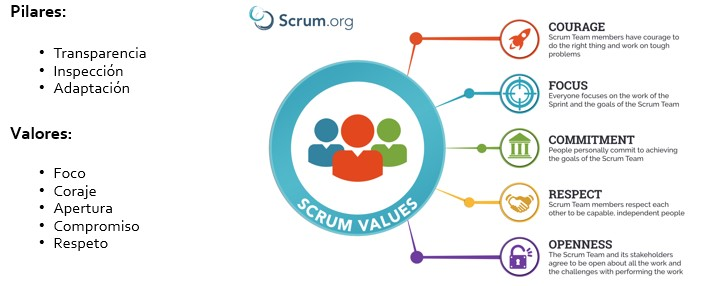 Pilares:
• Transparencia
• Inspección
• Adaptación
Valores:
• Foco
• Coraje
• Apertura
• Compromiso
• Respeto
Scrum.org
SCRUM VALUES
COURAGE
Scrum Team members have courage to
do the right thing and work on tough
problems
FOCUS
Everyone focuses on the work of the
Sprint and the goals of the Scrum Team
COMMITMENT
People personally commit to achieving
the goals of the Scrum Team
RESPECT
Scrum Team members respect each
other to be capable, independent people
OPENNESS
The Scrum Team and its stakeholders
agree to be open about all the work and
the challenges with performing the work